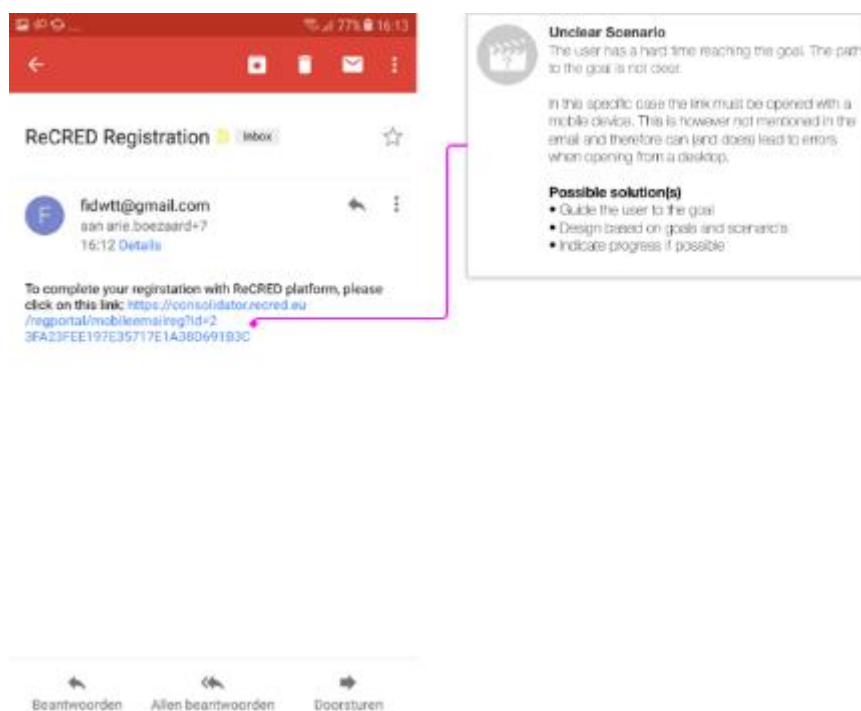 77% 16:13
ReCRED Registration Inbox
F
fidwtt@gmail.com
aan arie.boezaard+7
16:12 Details
To complete your regirstation with ReCRED platform, please
click on this link: https://consolidator.recred.eu
/regportal/mobileemailreg?id=2
3FA23FEE197E35717E1A38D691B3C
Beantwoorden Allen beantwoorden Doorsturen
Unclear Scenario
The user has a hard time reaching the goal. The path
to the goal is not clear.
In this specific case the link must be opened with a
mobile device. This is however not mentioned in the
email and therefore can (and does) lead to errors
when opening from a desktop.
Possible solution(s)
• Guide the user to the goal
• Design based on goals and scenario's
• Indicate progress if possible